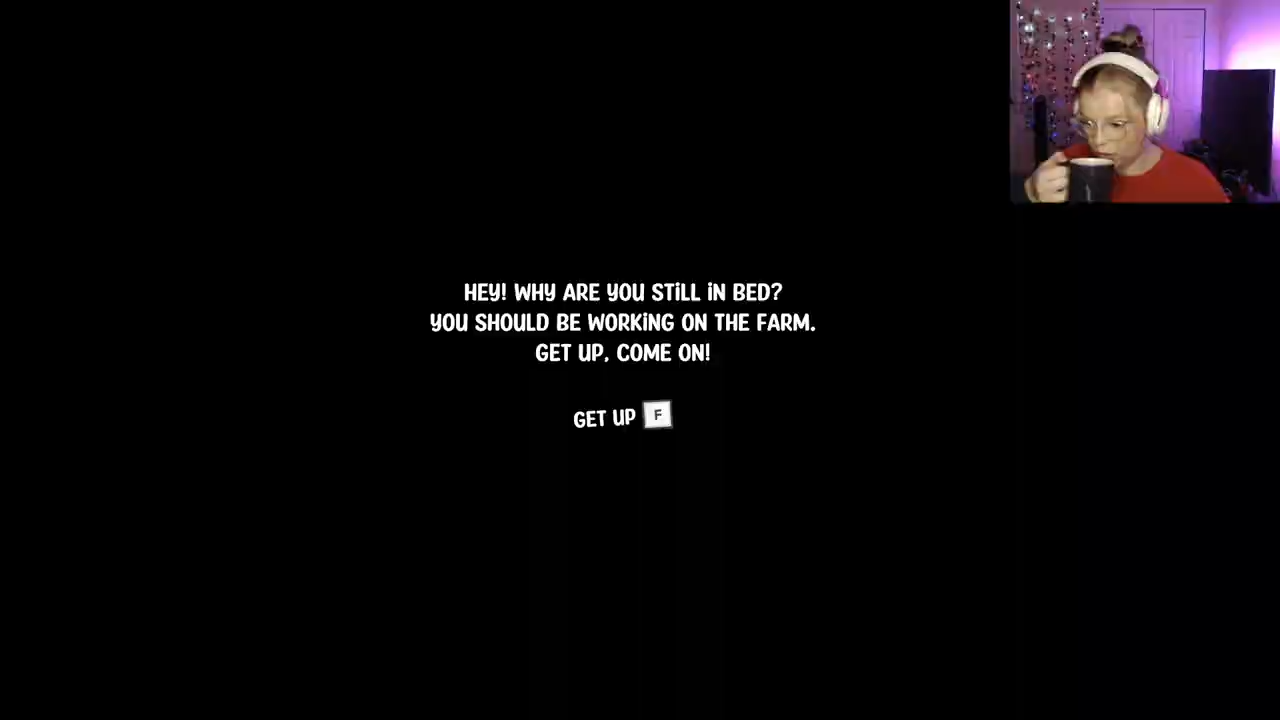 HEY! WHY ARE YOU STiLL iN BED?
YOU SHOULD BE WORKiNG ON THE FARM.
GET UP, COME ON!
GET UP F